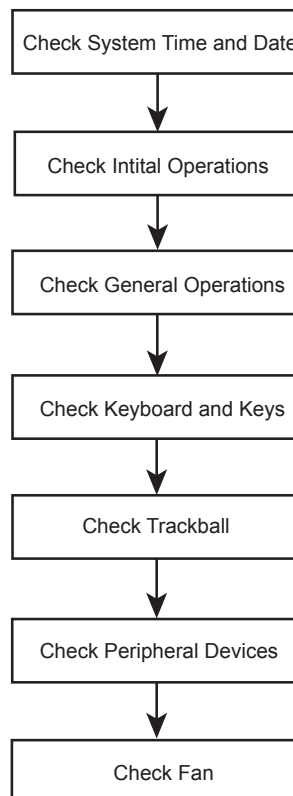 Check System Time and Date
Check Intital Operations
Check General Operations
Check Keyboard and Keys
Check Trackball
Check Peripheral Devices
Check Fan